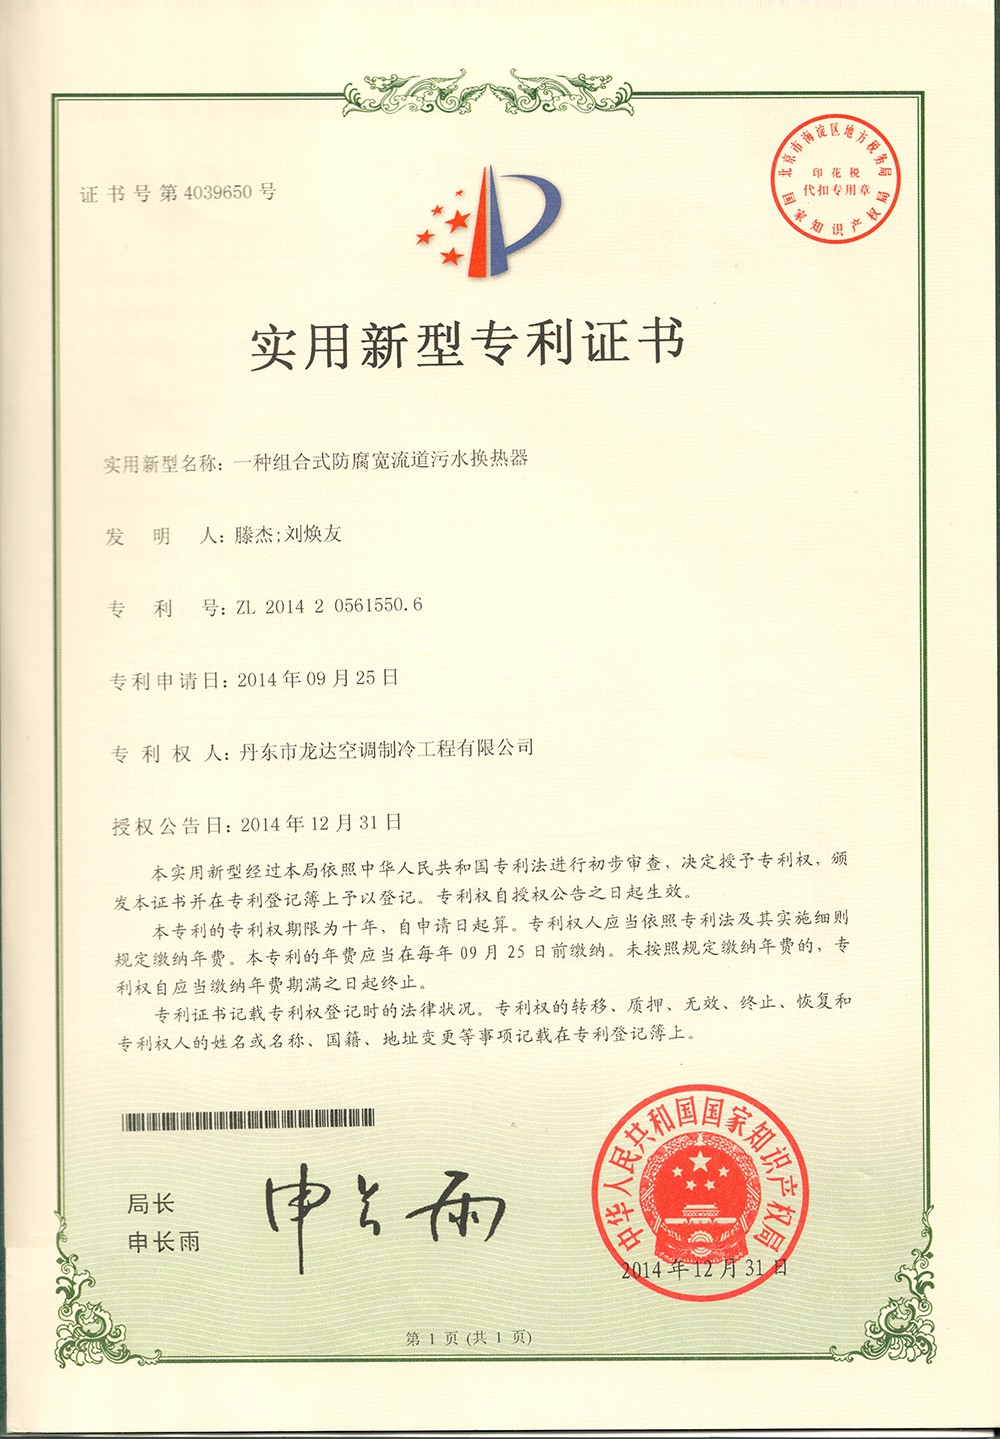 证书号第4039650号
北京市海淀区地方税务局
印花税
代扣专用章
国家知识产权局
实用新型专利证书
实用新型名称：一种组合式防腐宽流道污水换热器
发明人：滕杰;刘焕友
专利号：ZL 2014 2 0561550.6
专利申请日：2014年09月25日
专利权人：丹东市龙达空调制冷工程有限公司
授权公告日：2014年12月31日
本实用新型经过本局依照中华人民共和国专利法进行初步审查，决定授予专利权，颁
发本证书并在专利登记簿上予以登记。专利权自授权公告之日起生效。
本专利的专利权期限为十年，自申请日起算。专利权人应当依照专利法及其实施细则
规定缴纳年费。本专利的年费应当在每年09月25日前缴纳。未按照规定缴纳年费的，专
利权自应当缴纳年费期满之日起终止。
专利证书记载专利权登记时的法律状况。专利权的转移、质押、无效、终止、恢复和
专利权人的姓名或名称、国籍、地址变更等事项记载在专利登记簿上。
局长
申长雨
申长雨
中华人民共和国国家知识产权局
2014年12月31日
第1页(共1页)